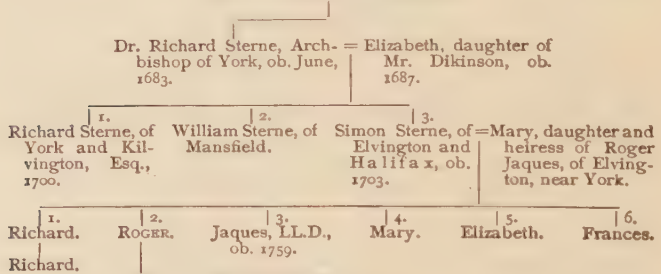 Dr. Richard Sterne, Arch- = Elizabeth, daughter of
bishop of York, ob. June, Mr. Dikinson, ob.
1683. 1687.
1. 2. 3.
Richard Sterne, of William Sterne, of Simon Sterne, of = Mary, daughter and
York and Kil- Mansfield. Elvington and heiress of Roger
vington, Esq., Halifax, ob. Jaques, of Elving-
1700. 1703. ton, near York.
1. 2. 3. 4. 5. 6.
Richard. ROGER. Jaques, LL.D., Mary. Elizabeth. Frances.
ob. 1759.
Richard.